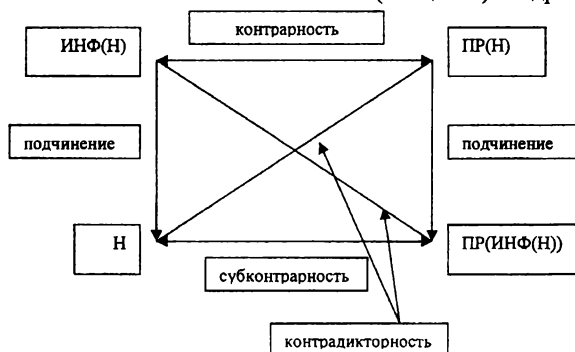 контрарность
ИНФ(Н)
ПР(Н)
подчинение
подчинение
Н
ПР(ИНФ(Н))
субконтрарность
контрадикторность